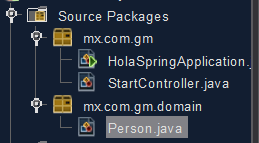 Source Packages
mx.com.gm
HolaSpringApplication.
StartController.java
mx.com.gm.domain
Person.java